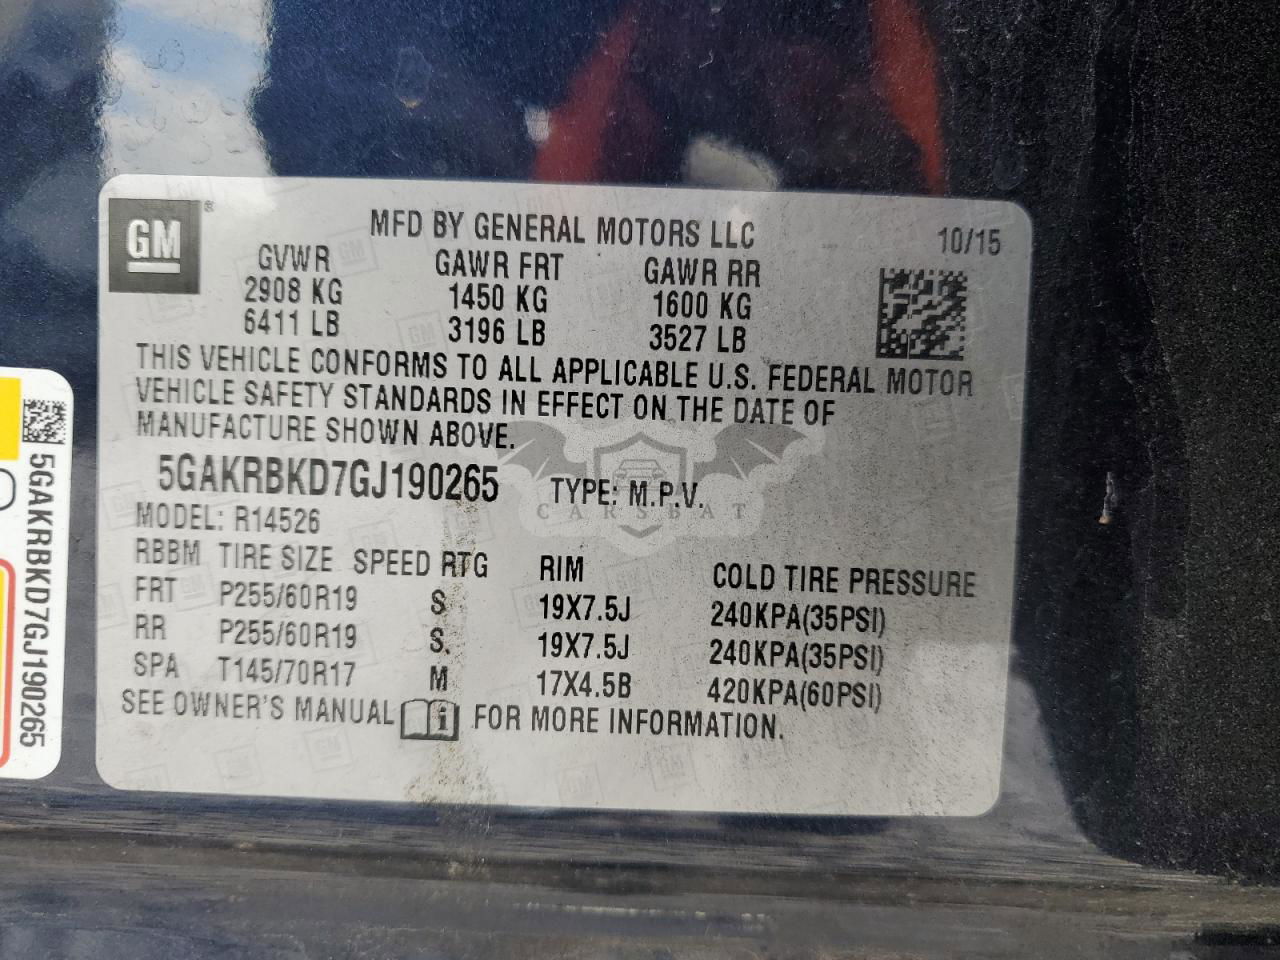 GM ®
MFD BY GENERAL MOTORS LLC 10/15
GVWR GAWR FRT GAWR RR
2908 KG 1450 KG 1600 KG
6411 LB 3196 LB 3527 LB
THIS VEHICLE CONFORMS TO ALL APPLICABLE U.S. FEDERAL MOTOR
VEHICLE SAFETY STANDARDS IN EFFECT ON THE DATE OF
MANUFACTURE SHOWN ABOVE.
5GAKRBKD7GJ190265 TYPE: M.P.V.
CARSBAT
MODEL: R14526
RBBM TIRE SIZE SPEED RTG RIM COLD TIRE PRESSURE
FRT P255/60R19 S 19X7.5J 240KPA(35PSI)
RR P255/60R19 S 19X7.5J 240KPA(35PSI)
SPA T145/70R17 M 17X4.5B 420KPA(60PSI)
SEE OWNER'S MANUAL i FOR MORE INFORMATION.
5GAKRBKD7GJ190265